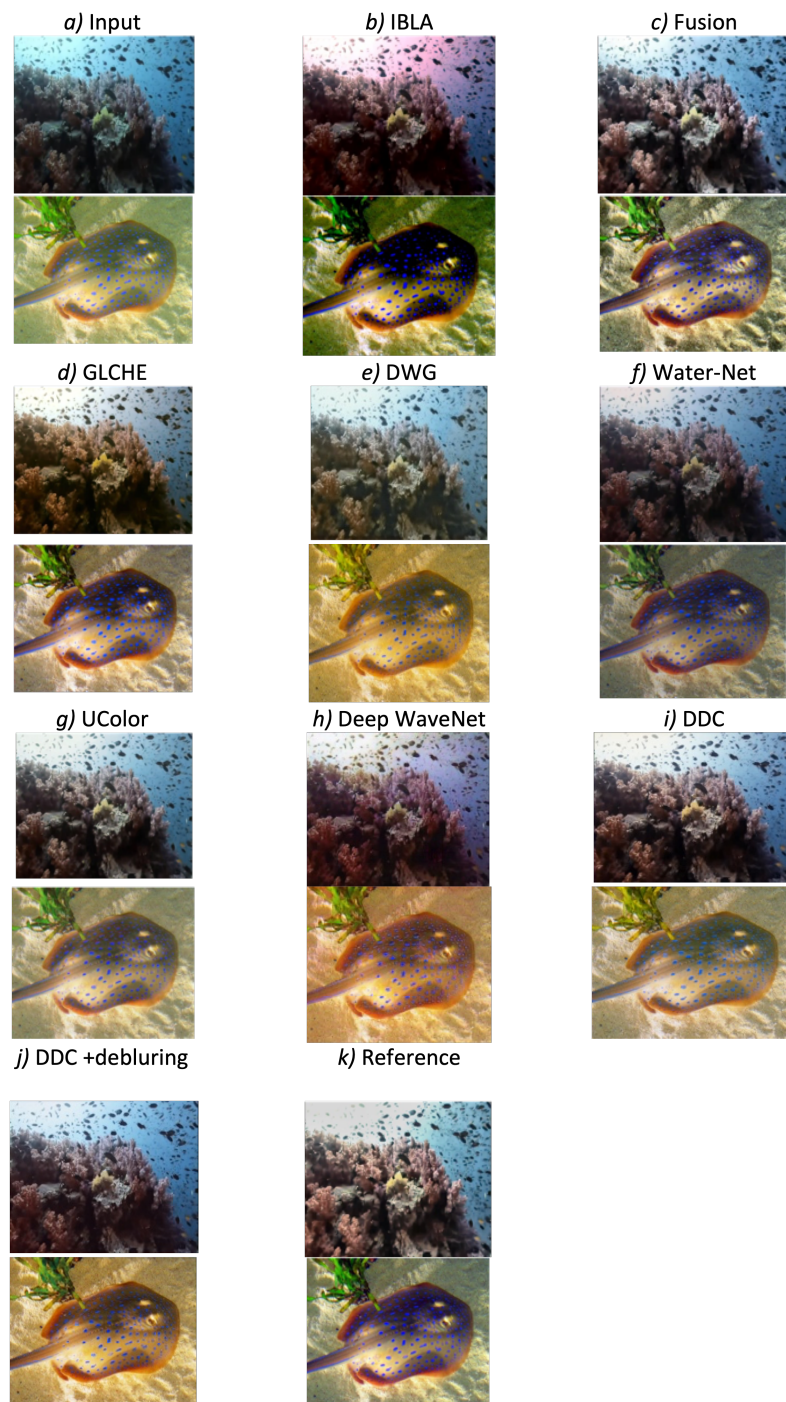 a) Input
b) IBLA
c) Fusion
d) GLCHE
e) DWG
f) Water-Net
g) UColor
h) Deep WaveNet
i) DDC
j) DDC +debluring
k) Reference